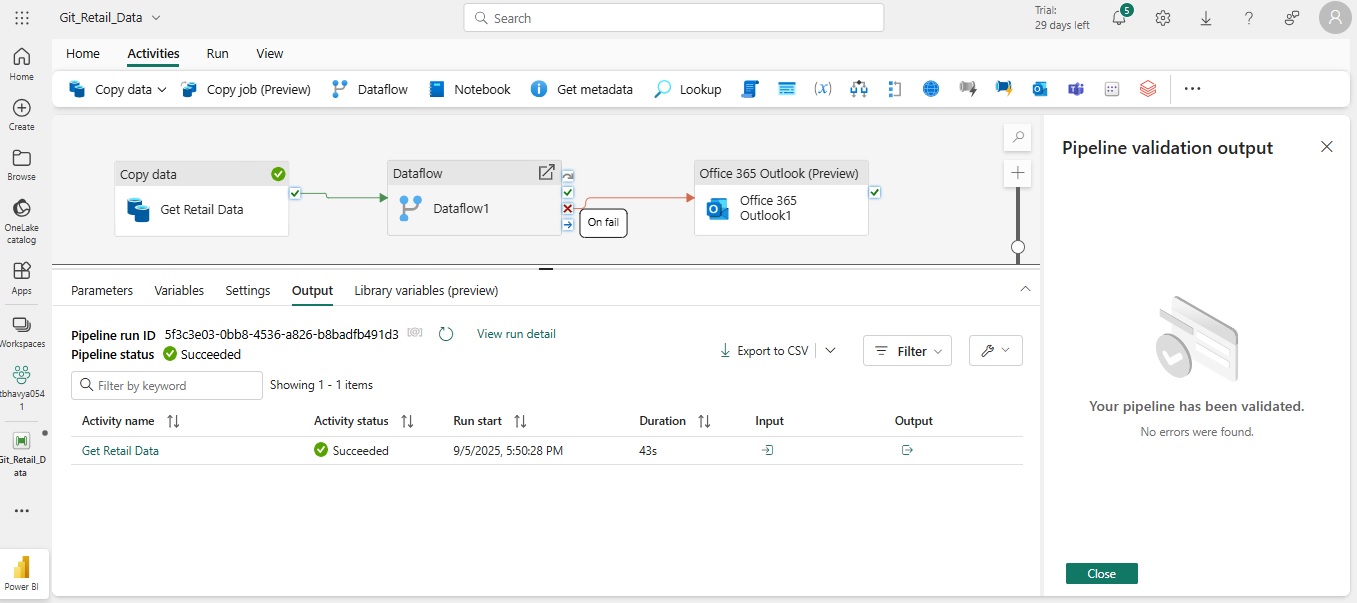 Git_Retail_Data
Search
Trial:
29 days left
5
Home
Activities
Run
View
Copy data
Copy job (Preview)
Dataflow
Notebook
Get metadata
Lookup
(x)
Home
Create
Browse
OneLake
catalog
Apps
Workspaces
tbhavya054
1
Git_Retail_D
ata
Power BI
Copy data
Get Retail Data
Dataflow
Dataflow1
On fail
Office 365 Outlook (Preview)
Office 365
Outlook1
Parameters
Variables
Settings
Output
Library variables (preview)
Pipeline run ID 5f3c3e03-0bb8-4536-a826-b8badfb491d3
View run detail
Pipeline status Succeeded
Export to CSV
Filter
Filter by keyword
Showing 1 - 1 items
Activity name
Activity status
Run start
Duration
Input
Output
Get Retail Data
Succeeded
9/5/2025, 5:50:28 PM
43s
Pipeline validation output
Your pipeline has been validated.
No errors were found.
Close